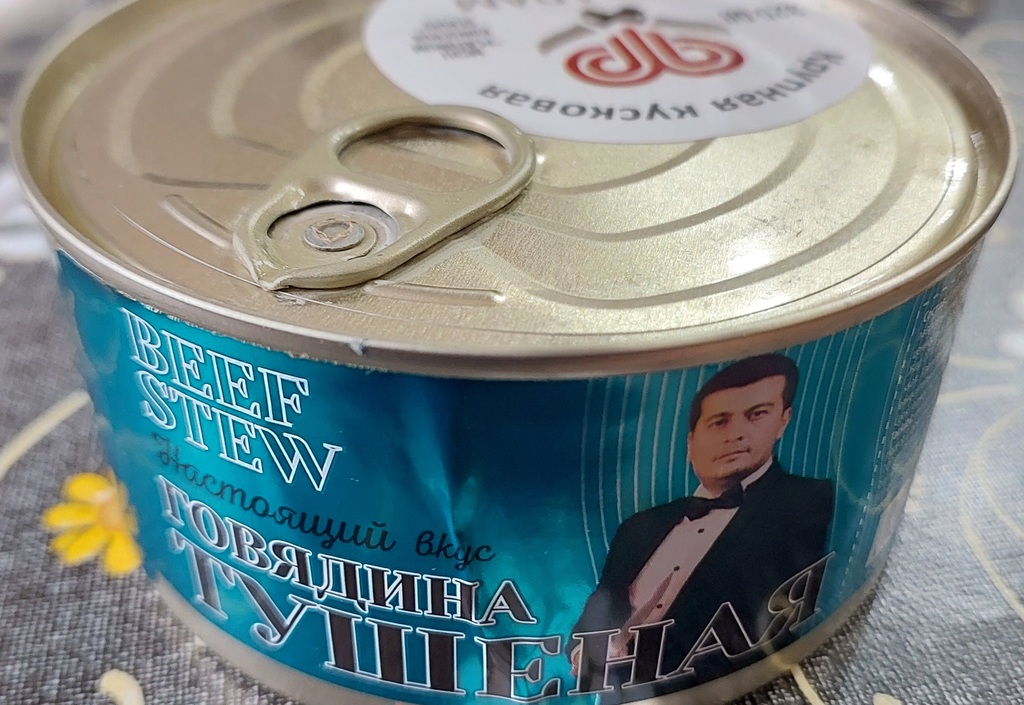 крупная кусковая
BEEF
STEW
Настоящий вкус
ГОВЯДИНА
ТУШЕНАЯ